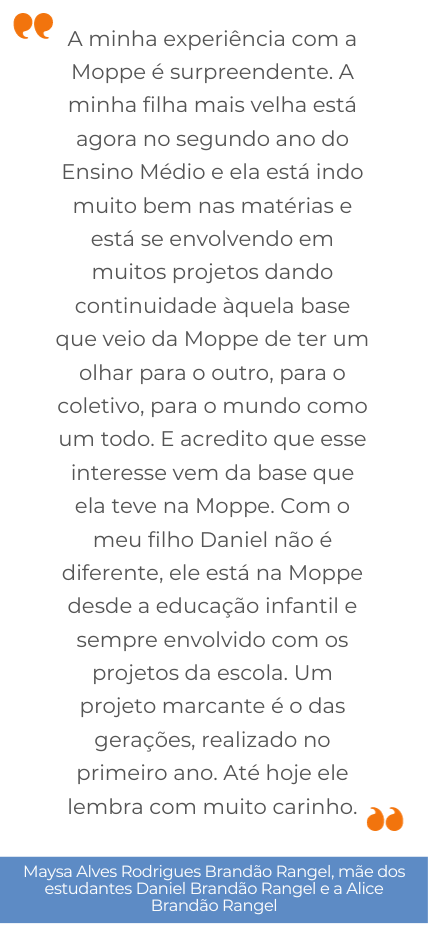 A minha experiência com a
Moppe é surpreendente. A
minha filha mais velha está
agora no segundo ano do
Ensino Médio e ela está indo
muito bem nas matérias e
está se envolvendo em
muitos projetos dando
continuidade àquela base
que veio da Moppe de ter um
olhar para o outro, para o
coletivo, para o mundo como
um todo. E acredito que esse
interesse vem da base que
ela teve na Moppe. Com o
meu filho Daniel não é
diferente, ele está na Moppe
desde a educação infantil e
sempre envolvido com os
projetos da escola. Um
projeto marcante é o das
gerações, realizado no
primeiro ano. Até hoje ele
lembra com muito carinho.
Maysa Alves Rodrigues Brandão Rangel, mãe dos
estudantes Daniel Brandão Rangel e a Alice
Brandão Rangel